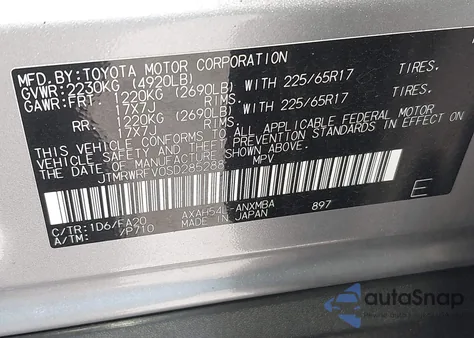 MFD.BY:TOYOTA MOTOR CORPORATION
GVWR:2230KG (4920LB)
GAWR:FRT. 1220KG (2690LB) WITH 225/65R17 TIRES.
17X7J RIMS.
RR. 1220KG (2690LB) WITH 225/65R17 TIRES.
17X7J RIMS.
THIS VEHICLE CONFORMS TO ALL APPLICABLE FEDERAL MOTOR
VEHICLE SAFETY AND THEFT PREVENTION STANDARDS IN EFFECT ON
THE DATE OF MANUFACTURE SHOWN ABOVE.
JTMRWRFV0SD285288 MPV
C/TR:1D6/FA20 AXAH54L-ANXMBA 897
A/TM: /P710 MADE IN JAPAN
E
autoSnap
POWERED BY